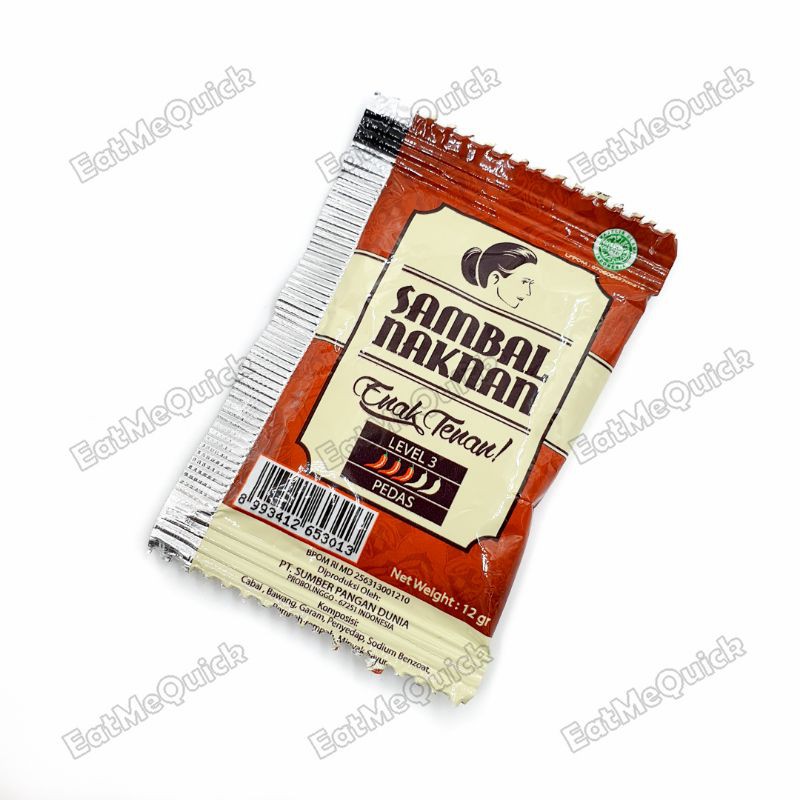 EatMeQuick
EatMeQuick
EatMeQuick
SAMBAL
NAKNAN
Enak Tenan!
LEVEL 3
PEDAS
EatMeQuick
EatMeQuick
EatMeQuick
8 993412 653013
BPOM RI MD 256313001210
Diproduksi Oleh:
PT. SUMBER PANGAN DUNIA
PROBOLINGGO - 67251 INDONESIA
Komposisi:
Cabai, Bawang, Garam, Penyedap, Sodium Benzoat,
Minyak Sayur
Net Weight : 12 gr
EatMeQuick
EatMeQuick
EatMeQuick